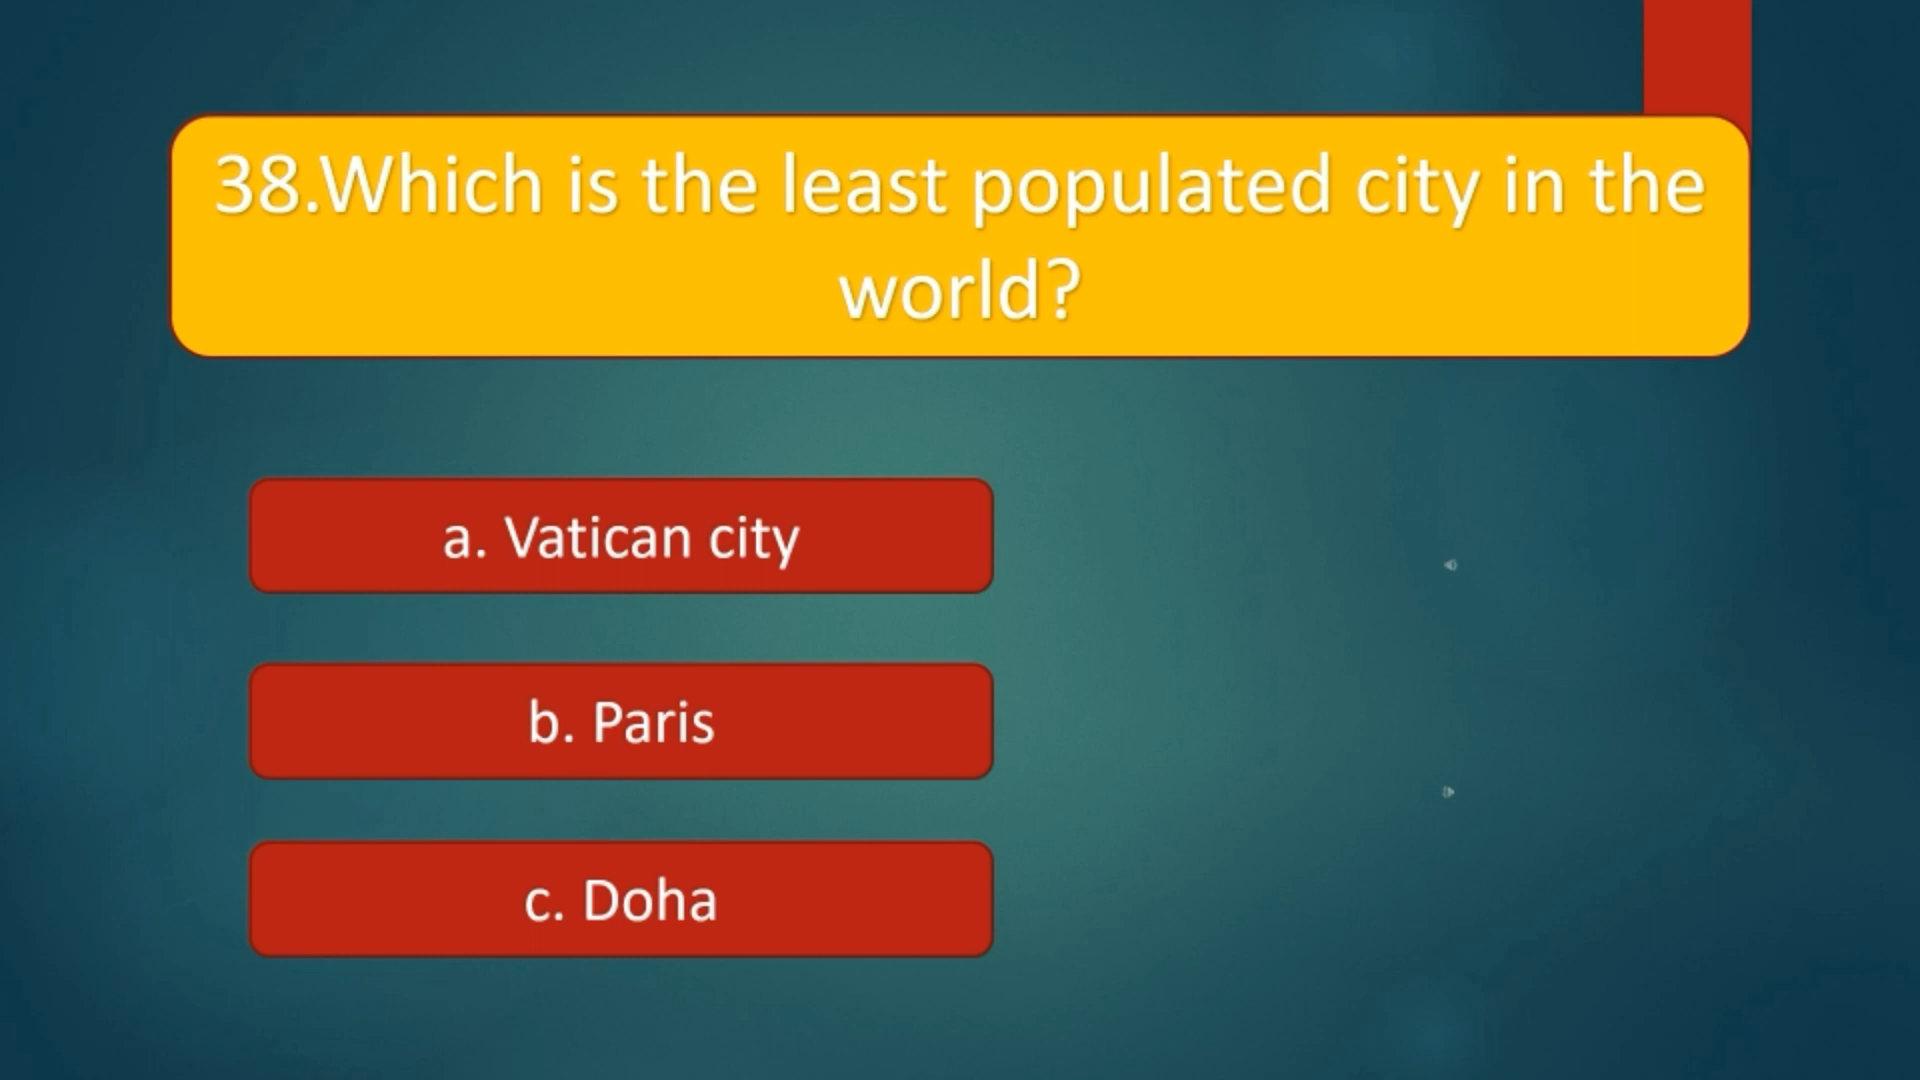 38.Which is the least populated city in the
world?
a. Vatican city
b. Paris
c. Doha